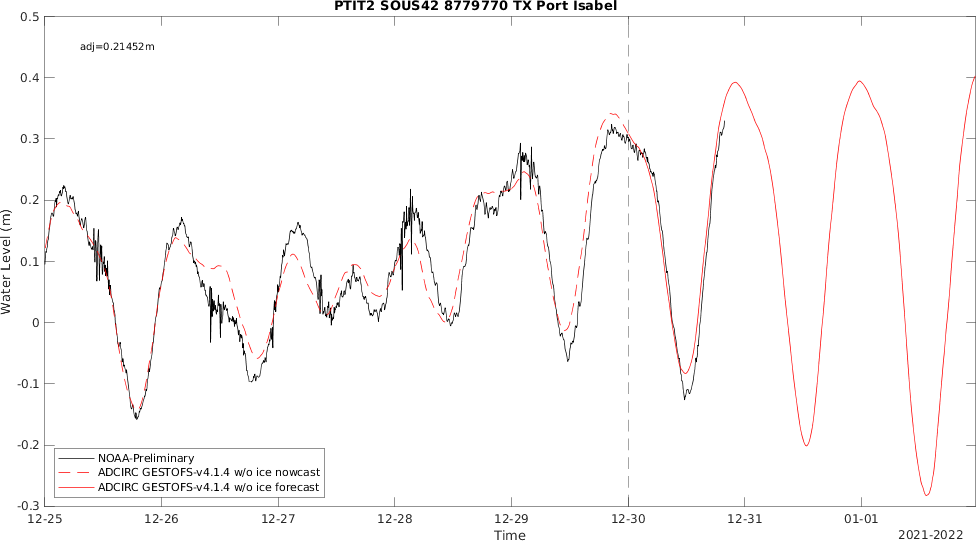 PTIT2 SOUS42 8779770 TX Port Isabel
adj=0.21452m
0.5
0.4
0.3
0.2
0.1
0
-0.1
-0.2
-0.3
Water Level (m)
NOAA-Preliminary
ADCIRC GESTOFS-v4.1.4 w/o ice nowcast
ADCIRC GESTOFS-v4.1.4 w/o ice forecast
12-25 12-26 12-27 12-28 12-29 12-30 12-31 01-01
Time
2021-2022